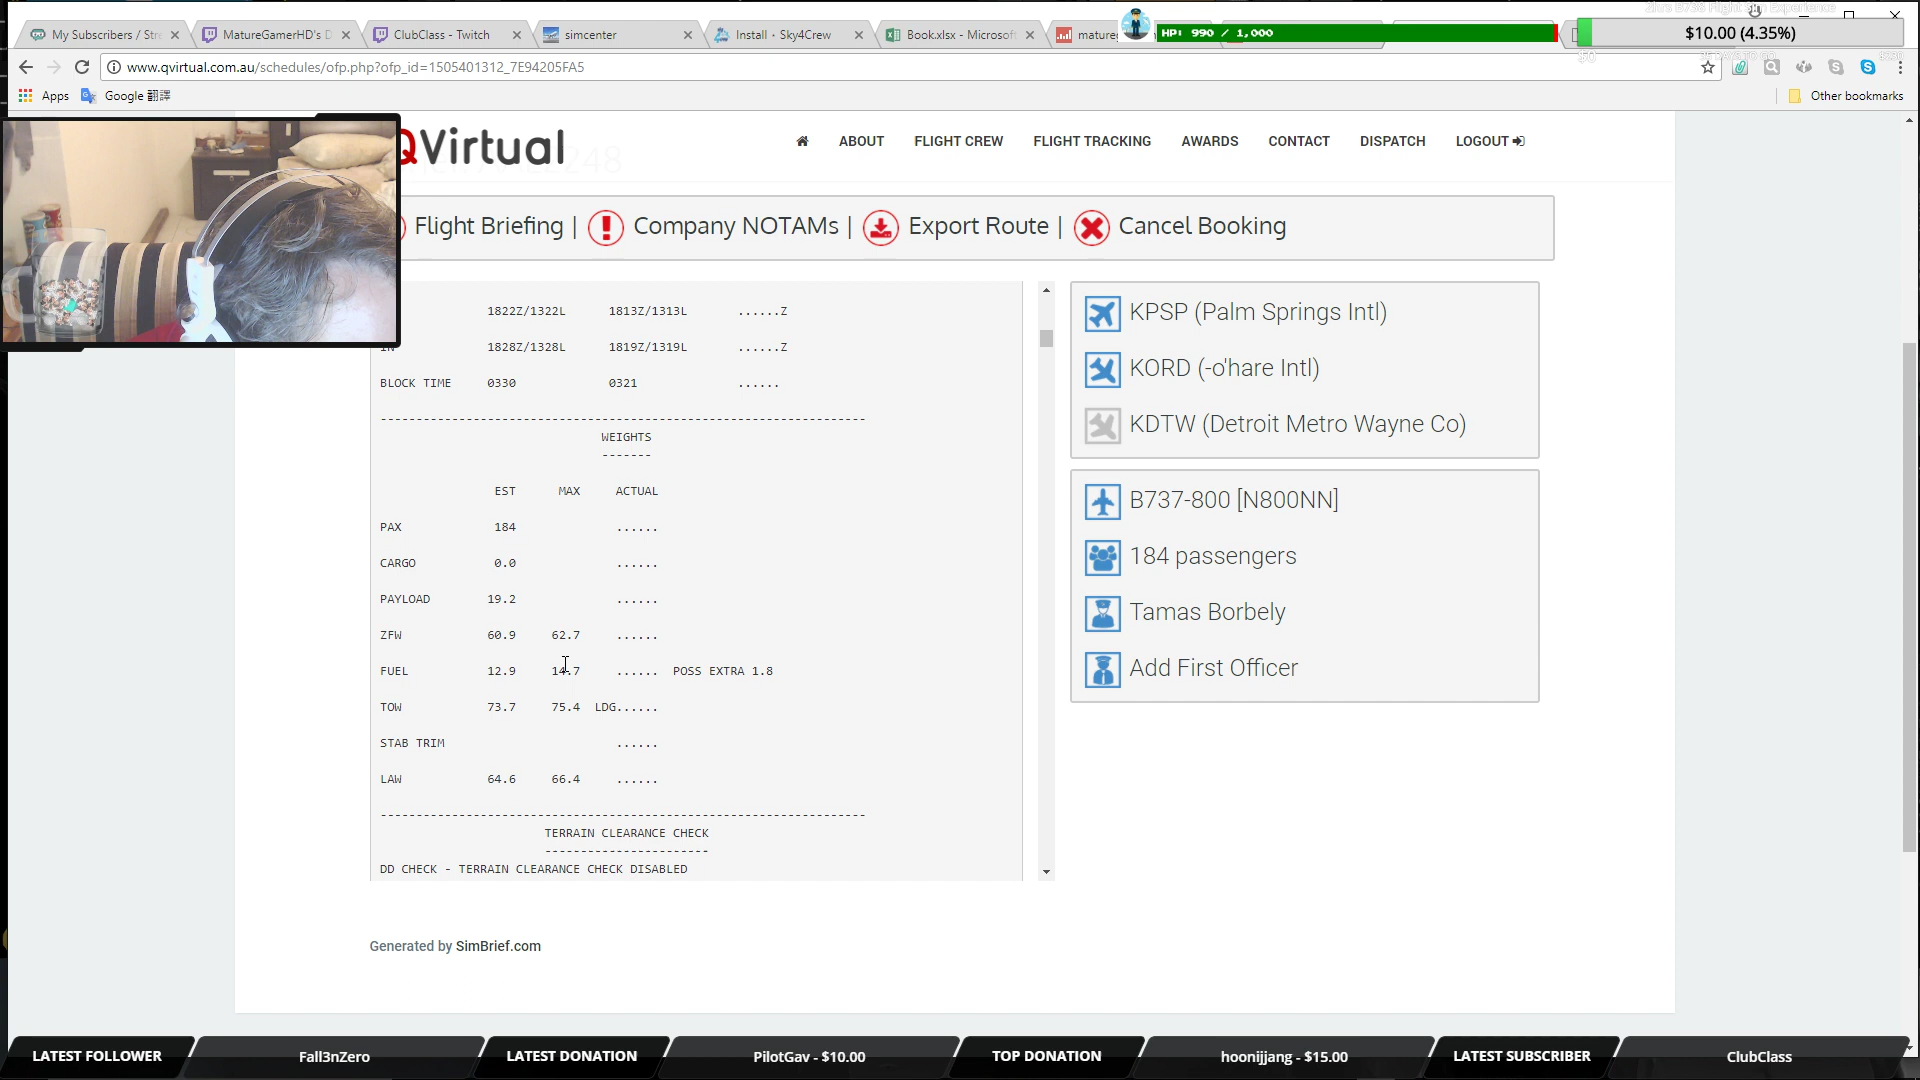 My Subscribers / Stre
MatureGamerHD's D
ClubClass - Twitch
simcenter
Install · Sky4Crew
Book.xlsx - Microsoft
HP: 990 / 1,000
$10.00 (4.35%)
www.qvirtual.com.au/schedules/ofp.php?ofp_id=1505401312_7E94205FA5
Apps
Google 翻譯
Other bookmarks
QVirtual
ABOUT
FLIGHT CREW
FLIGHT TRACKING
AWARDS
CONTACT
DISPATCH
LOGOUT
Flight Briefing | Company NOTAMs | Export Route | Cancel Booking
1822Z/1322L 1813Z/1313L ......Z
IN 1828Z/1328L 1819Z/1319L ......Z
BLOCK TIME 0330 0321 ......
WEIGHTS
EST MAX ACTUAL
PAX 184 ......
CARGO 0.0 ......
PAYLOAD 19.2 ......
ZFW 60.9 62.7 ......
FUEL 12.9 14.7 ...... POSS EXTRA 1.8
TOW 73.7 75.4 LDG......
STAB TRIM ......
LAW 64.6 66.4 ......
TERRAIN CLEARANCE CHECK
DD CHECK - TERRAIN CLEARANCE CHECK DISABLED
KPSP (Palm Springs Intl)
KORD (-o'hare Intl)
KDTW (Detroit Metro Wayne Co)
B737-800 [N800NN]
184 passengers
Tamas Borbely
Add First Officer
Generated by SimBrief.com
LATEST FOLLOWER
Fall3nZero
LATEST DONATION
PilotGav - $10.00
TOP DONATION
hoonijjang - $15.00
LATEST SUBSCRIBER
ClubClass